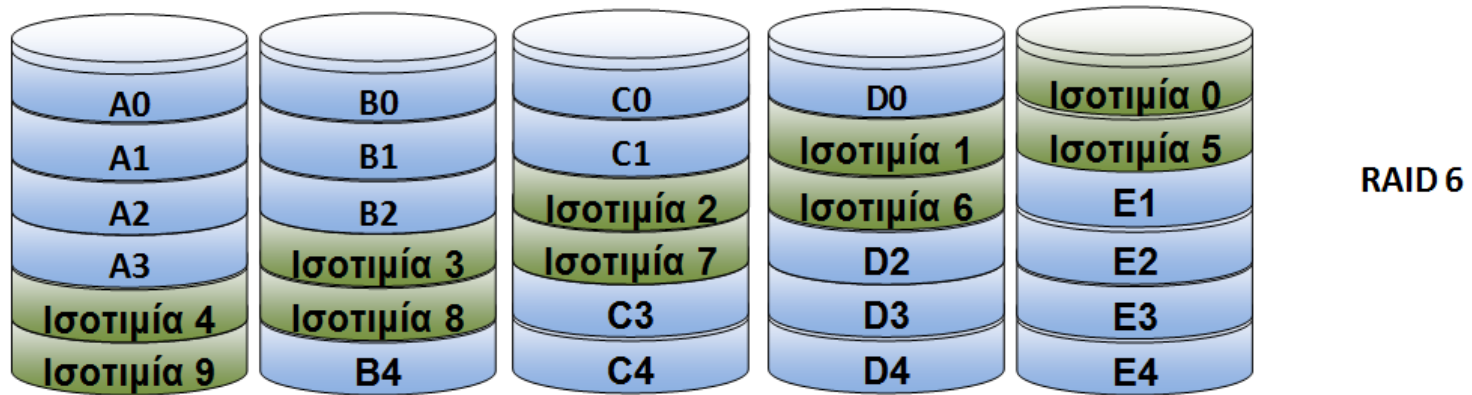 A0 B0 C0 D0 Ισοτιμία 0
A1 B1 C1 Ισοτιμία 1 Ισοτιμία 5
A2 B2 Ισοτιμία 2 Ισοτιμία 6 E1 RAID 6
A3 Ισοτιμία 3 Ισοτιμία 7 D2 E2
Ισοτιμία 4 Ισοτιμία 8 C3 D3 E3
Ισοτιμία 9 B4 C4 D4 E4